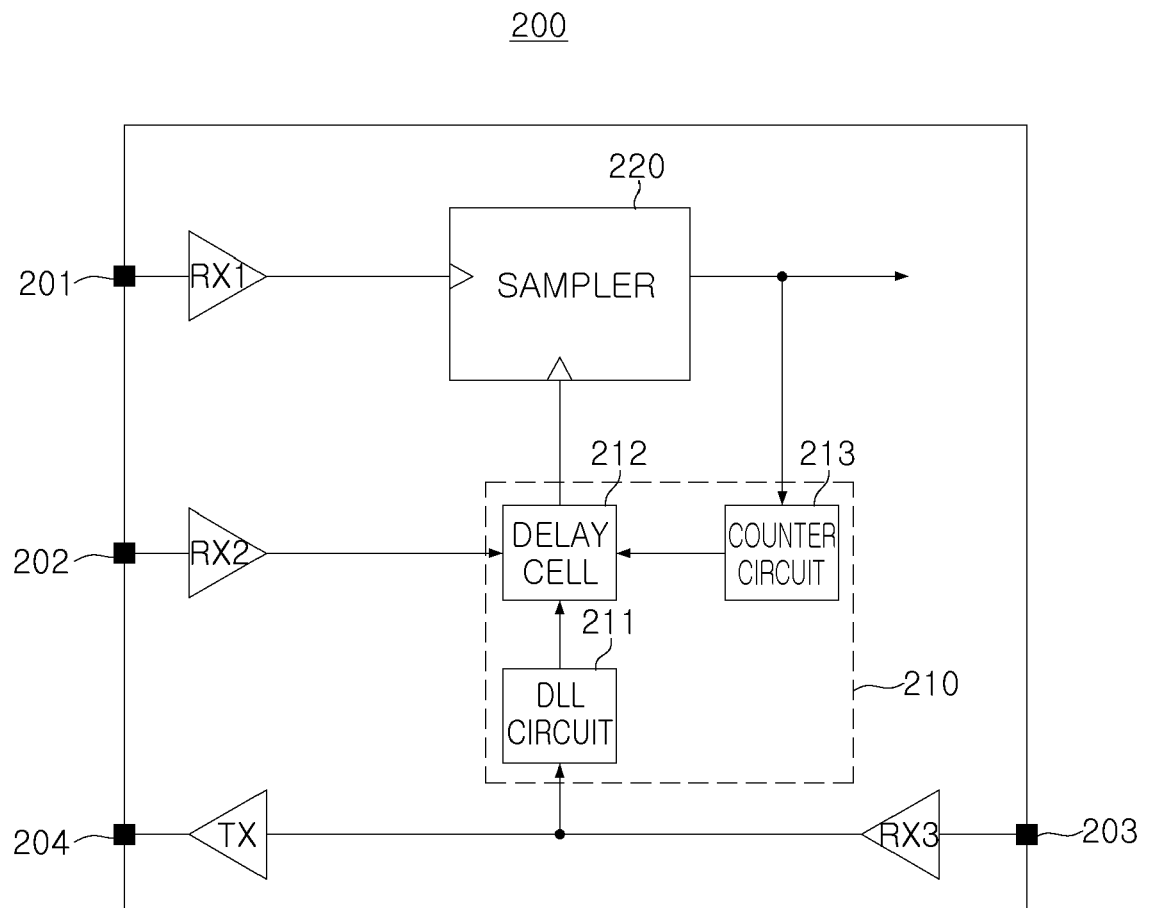 200
220
201
RX1
SAMPLER
212
213
202
RX2
DELAY
CELL
COUNTER
CIRCUIT
211
DLL
CIRCUIT
210
204
TX
RX3
203